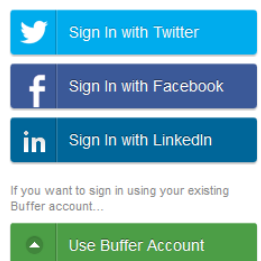 Sign In with Twitter
f Sign In with Facebook
in Sign In with LinkedIn
If you want to sign in using your existing
Buffer account...
Use Buffer Account